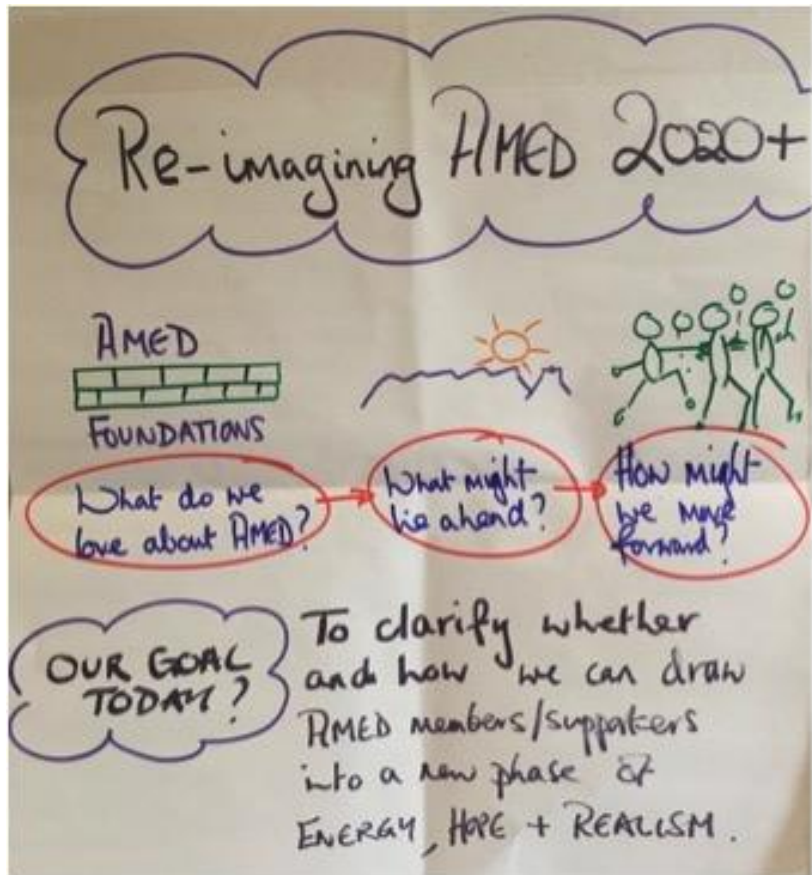 Re-imagining AMED 2020+
AMED
FOUNDATIONS
What do we
love about AMED?
What might
lie ahead?
How might
we move
forward?
OUR GOAL
TODAY?
To clarify whether
and how we can draw
AMED members/supporters
into a new phase of
ENERGY, HOPE + REALISM.